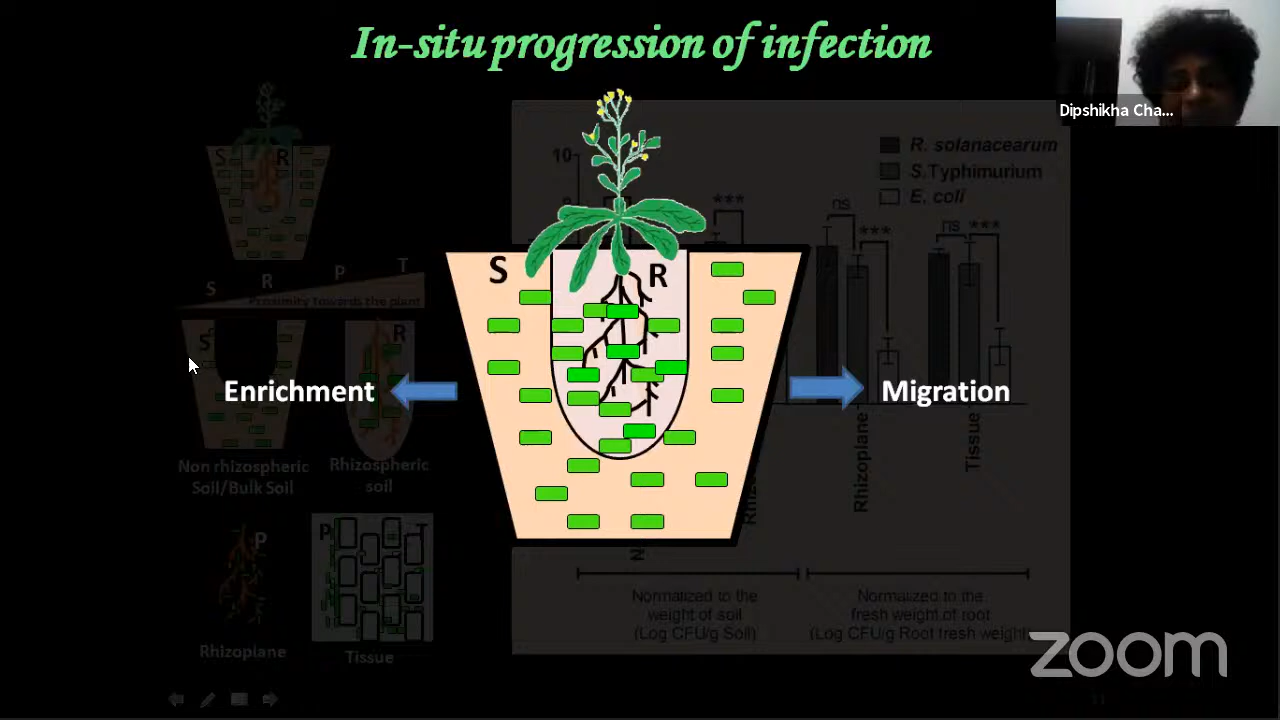 In-situ progression of infection
Dipshikha Cha...
S R
10
R. solanacearum
S.Typhimurium
E. coli
ns
***
***
ns ***
S R
S R P T
Proximity towards the plant
S R
Enrichment
Migration
Non rhizospheric
Soil/Bulk Soil
Rhizospheric
soil
Rhizoplane
Tissue
P
P T
Rhizoplane
Tissue
Normalized to the
weight of soil
(Log CFU/g Soil)
Normalized to the
fresh weight of root
(Log CFU/g Root fresh weight)
zoom